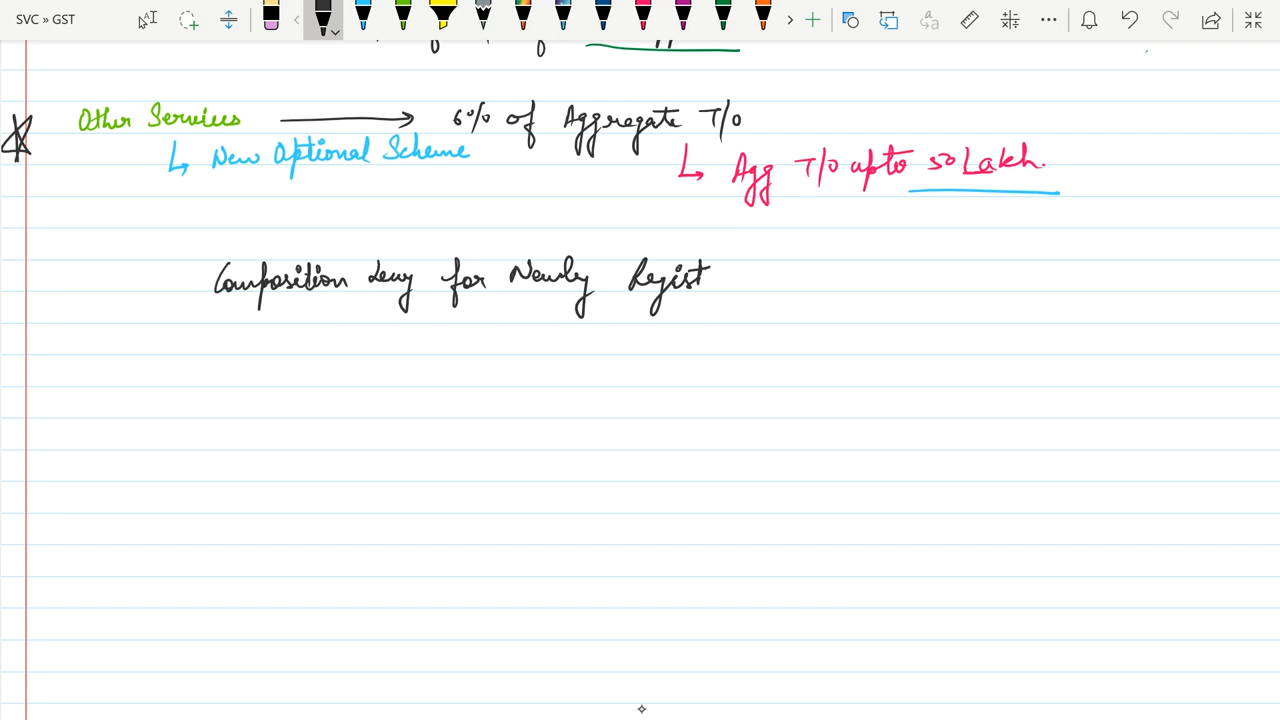 SVC » GST
Other Services → 6% of Aggregate T/O
↳ New Optional Scheme
↳ Agg T/O upto 50 Lakh.
Composition Levy for Newly Regist